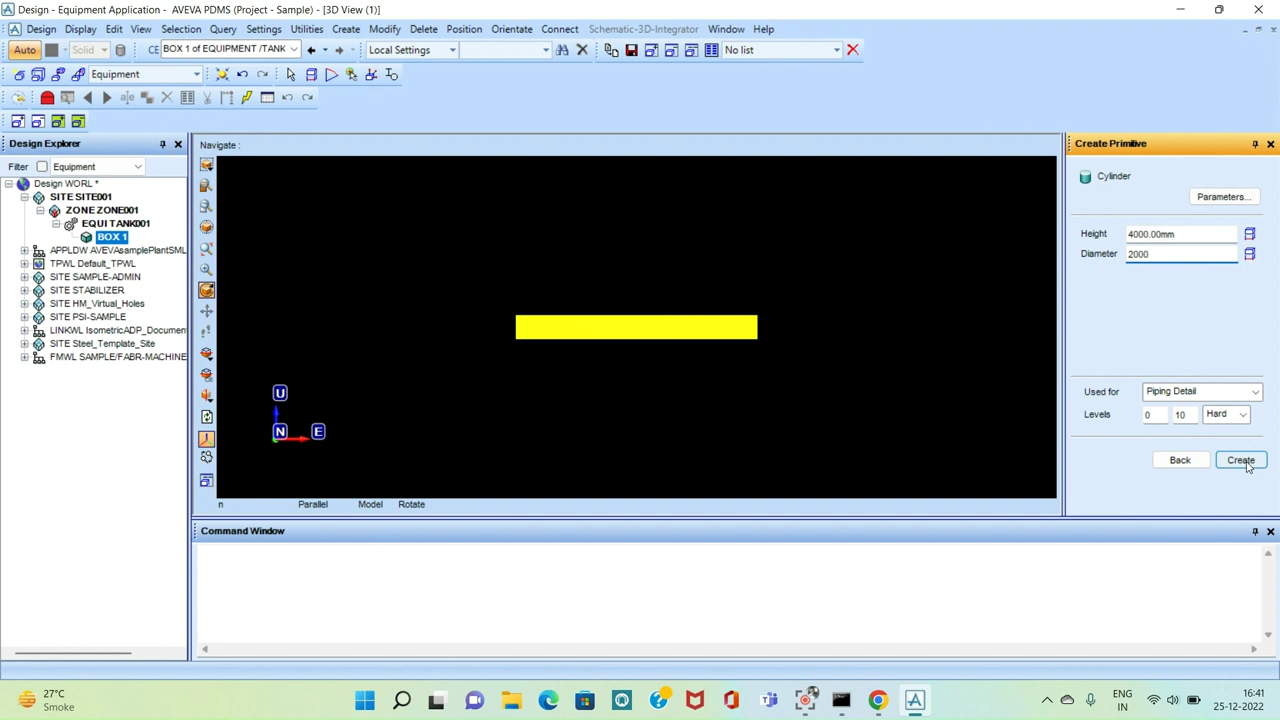 Design - Equipment Application - AVEVA PDMS (Project - Sample) - [3D View (1)]
Design Display Edit View Selection Query Settings Utilities Create Modify Delete Position Orientate Connect Schematic-3D-Integrator Window Help
Auto Solid CE BOX 1 of EQUIPMENT /TANK Local Settings No list
Equipment
Design Explorer
Filter Equipment
Design WORL *
SITE SITE001
ZONE ZONE001
EQUI TANK001
BOX 1
APPLDW AVEVAsamplePlantSML
TPWL Default_TPWL
SITE SAMPLE-ADMIN
SITE STABILIZER
SITE HM_Virtual_Holes
SITE PSI-SAMPLE
LINKWL IsometricADP_Documen
SITE Steel_Template_Site
FMWL SAMPLE/FABR-MACHINE
Navigate :
U
N E
n Parallel Model Rotate
Create Primitive
Cylinder
Parameters...
Height 4000.00mm
Diameter 2000
Used for Piping Detail
Levels 0 10 Hard
Back Create
Command Window
27°C
Smoke
ENG
IN
16:41
25-12-2022